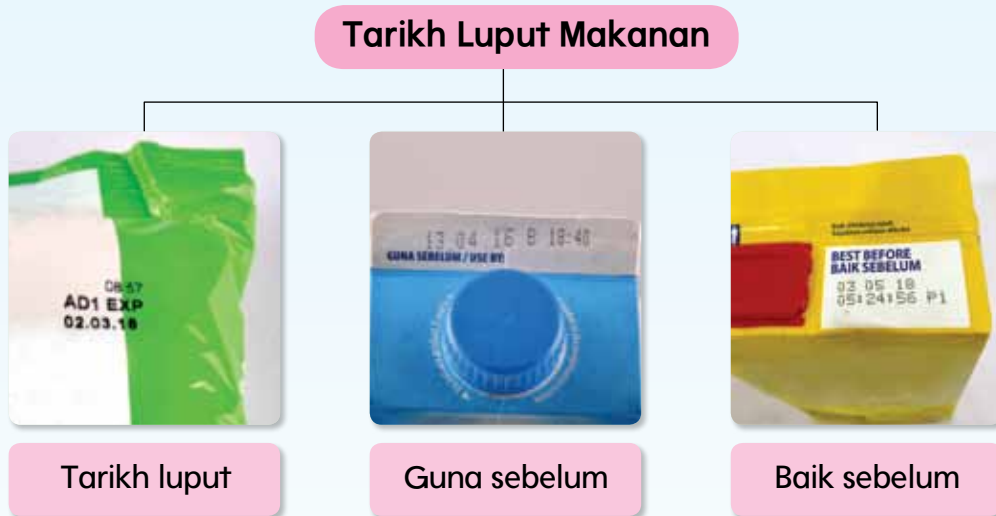 Tarikh Luput Makanan
08:57
AD1 EXP
02.03.18
13 04 16 B 18:40
GUNA SEBELUM / USE BY:
BEST BEFORE
BAIK SEBELUM
03 05 18
05:24:56 P1
Tarikh luput
Guna sebelum
Baik sebelum